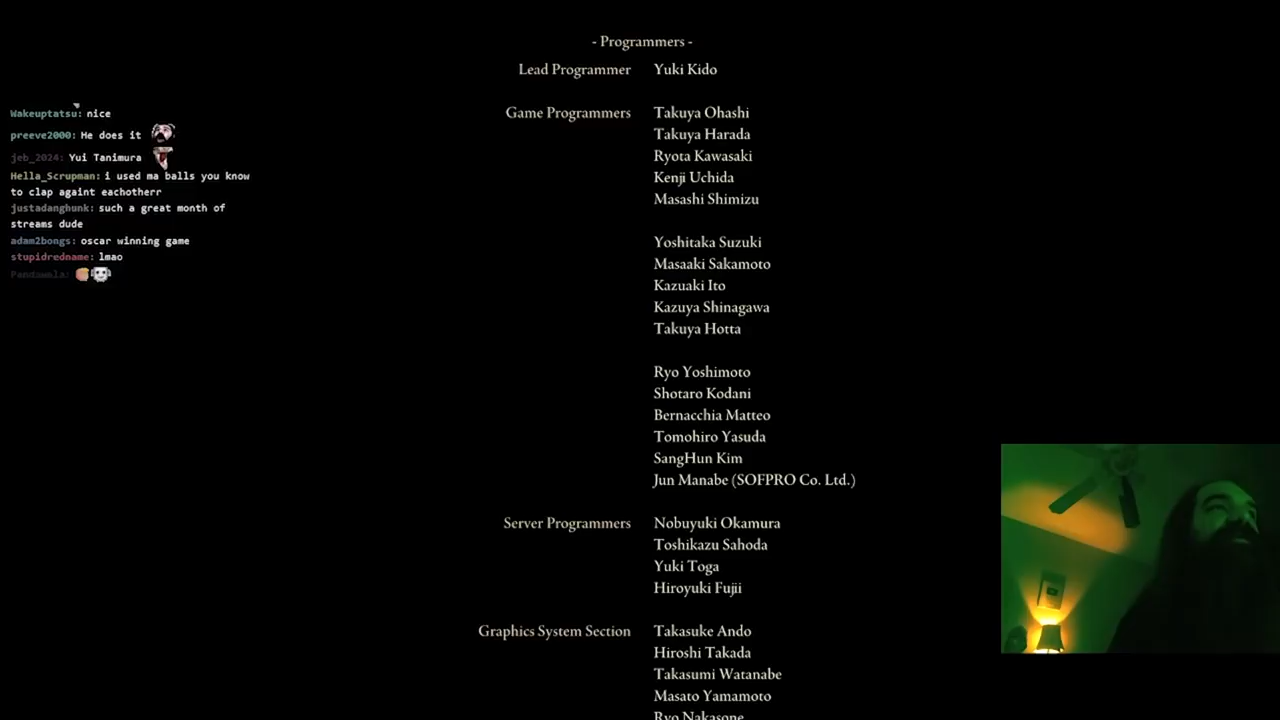 - Programmers -
Lead Programmer Yuki Kido
Game Programmers Takuya Ohashi
Takuya Harada
Ryota Kawasaki
Kenji Uchida
Masashi Shimizu
Yoshitaka Suzuki
Masaaki Sakamoto
Kazuaki Ito
Kazuya Shinagawa
Takuya Hotta
Ryo Yoshimoto
Shotaro Kodani
Bernacchia Matteo
Tomohiro Yasuda
SangHun Kim
Jun Manabe (SOFPRO Co. Ltd.)
Server Programmers Nobuyuki Okamura
Toshikazu Sahoda
Yuki Toga
Hiroyuki Fujii
Graphics System Section Takasuke Ando
Hiroshi Takada
Takasumi Watanabe
Masato Yamamoto
Ryo Nakasone
Wakeuptatsu: nice
preeve2000: He does it
jeb_2024: Yui Tanimura
Hella_Scrupman: i used ma balls you know
to clap againt eachotherr
justadanghunk: such a great month of
streams dude
adam2bongs: oscar winning game
stupidredname: lmao